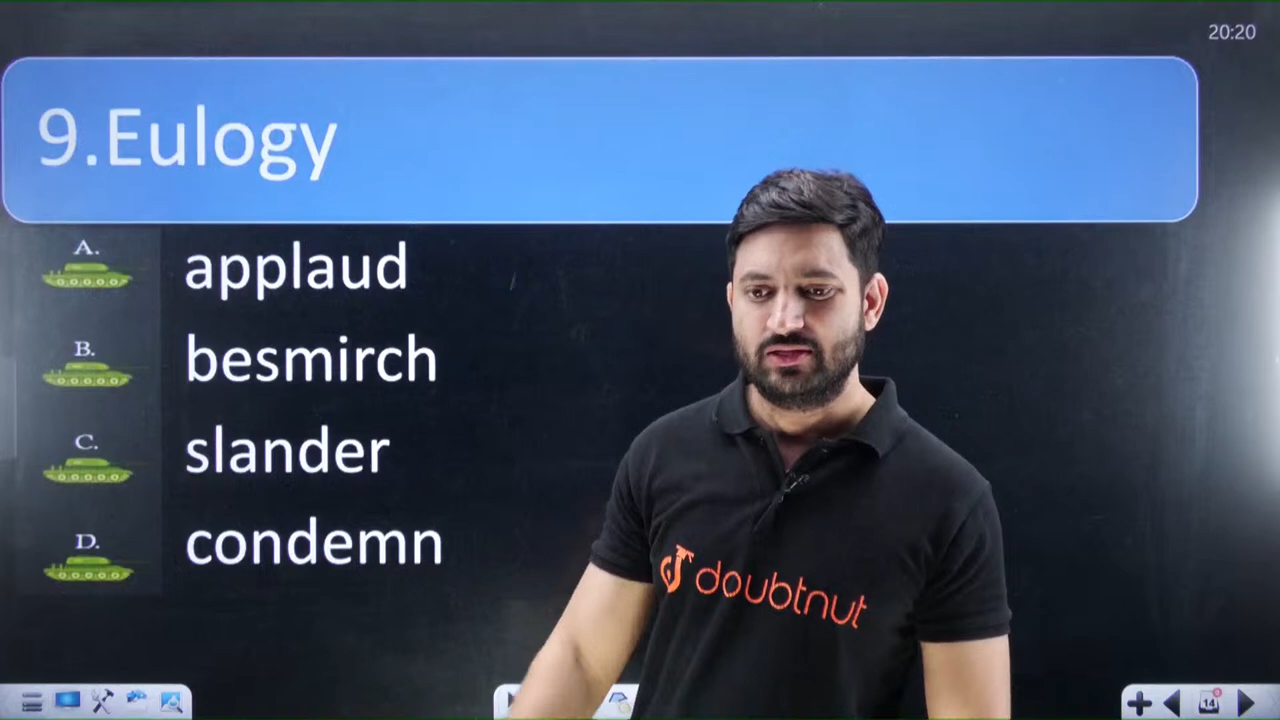 20:20
9.Eulogy
A. applaud
B. besmirch
C. slander
D. condemn
doubtnut
14